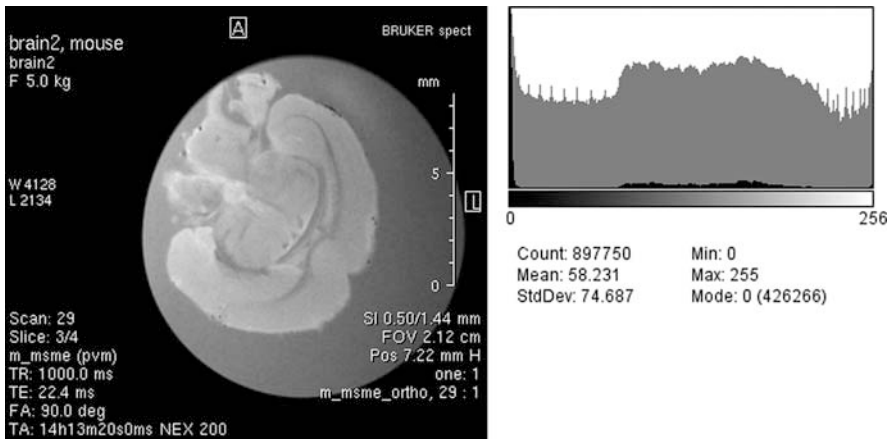 A
BRUKER spect
brain2, mouse
brain2
F 5.0 kg
mm
W 4128
L 2134
5
L
0
Scan: 29
Slice: 3/4
m_msme (pvm)
TR: 1000.0 ms
TE: 22.4 ms
FA: 90.0 deg
TA: 14h13m20s0ms NEX 200
SI 0.50/1.44 mm
FOV 2.12 cm
Pos 7.22 mm H
one: 1
m_msme_ortho, 29 : 1
0 256
Count: 897750 Min: 0
Mean: 58.231 Max: 255
StdDev: 74.687 Mode: 0 (426266)